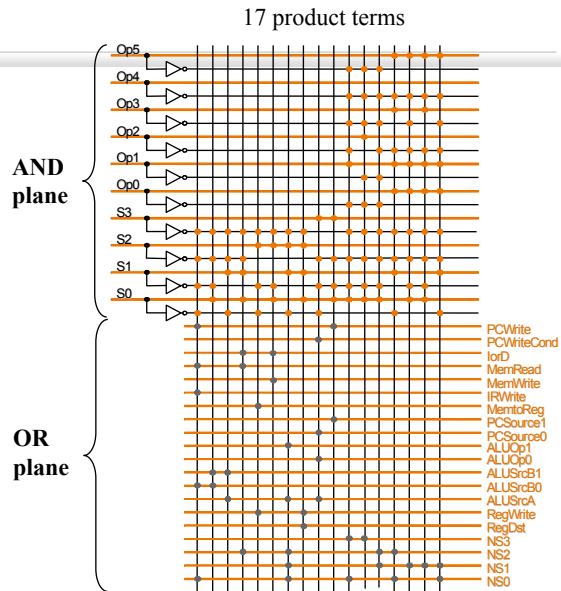 17 product terms
Op5
Op4
Op3
Op2
Op1
Op0
S3
S2
S1
S0
AND
plane
OR
plane
PCWrite
PCWriteCond
IorD
MemRead
MemWrite
IRWrite
MemtoReg
PCSource1
PCSource0
ALUOp1
ALUOp0
ALUSrcB1
ALUSrcB0
ALUSrcA
RegWrite
RegDst
NS3
NS2
NS1
NS0